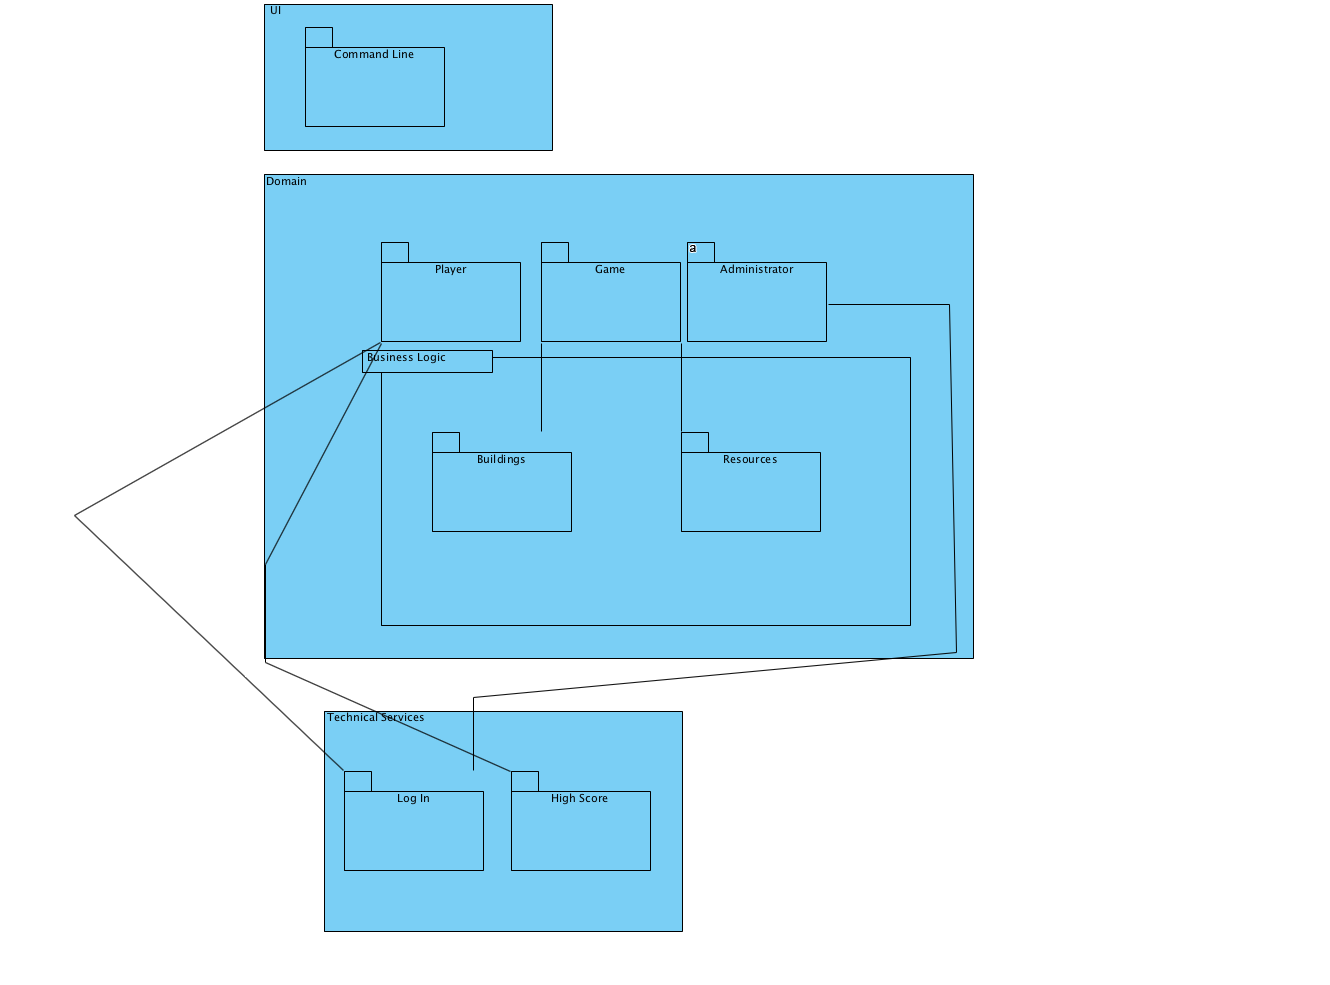 UI
Command Line
Domain
a
Player
Game
Administrator
Business Logic
Buildings
Resources
Technical Services
Log In
High Score